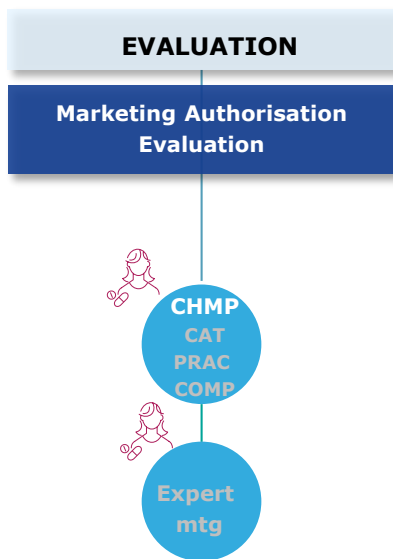 EVALUATION
Marketing Authorisation
Evaluation
CHMP
CAT
PRAC
COMP
Expert
mtg